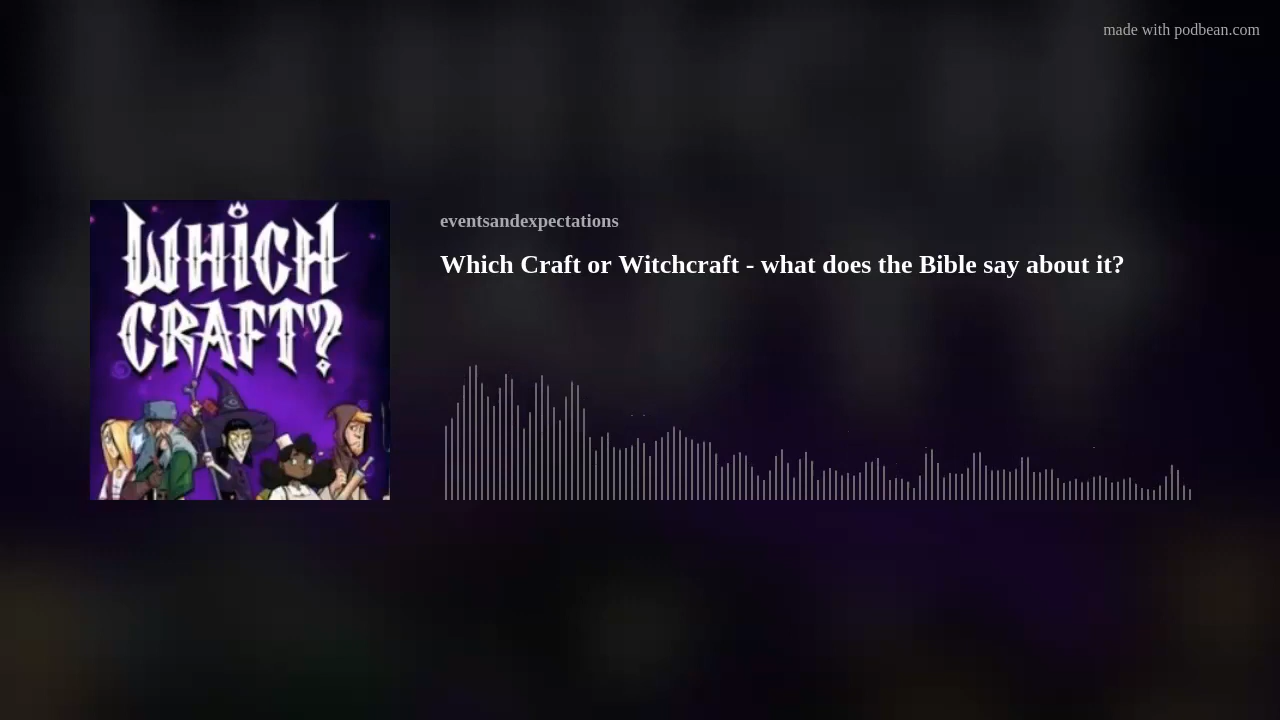 made with podbean.com
WHICH
CRAFT?
eventsandexpectations
Which Craft or Witchcraft - what does the Bible say about it?